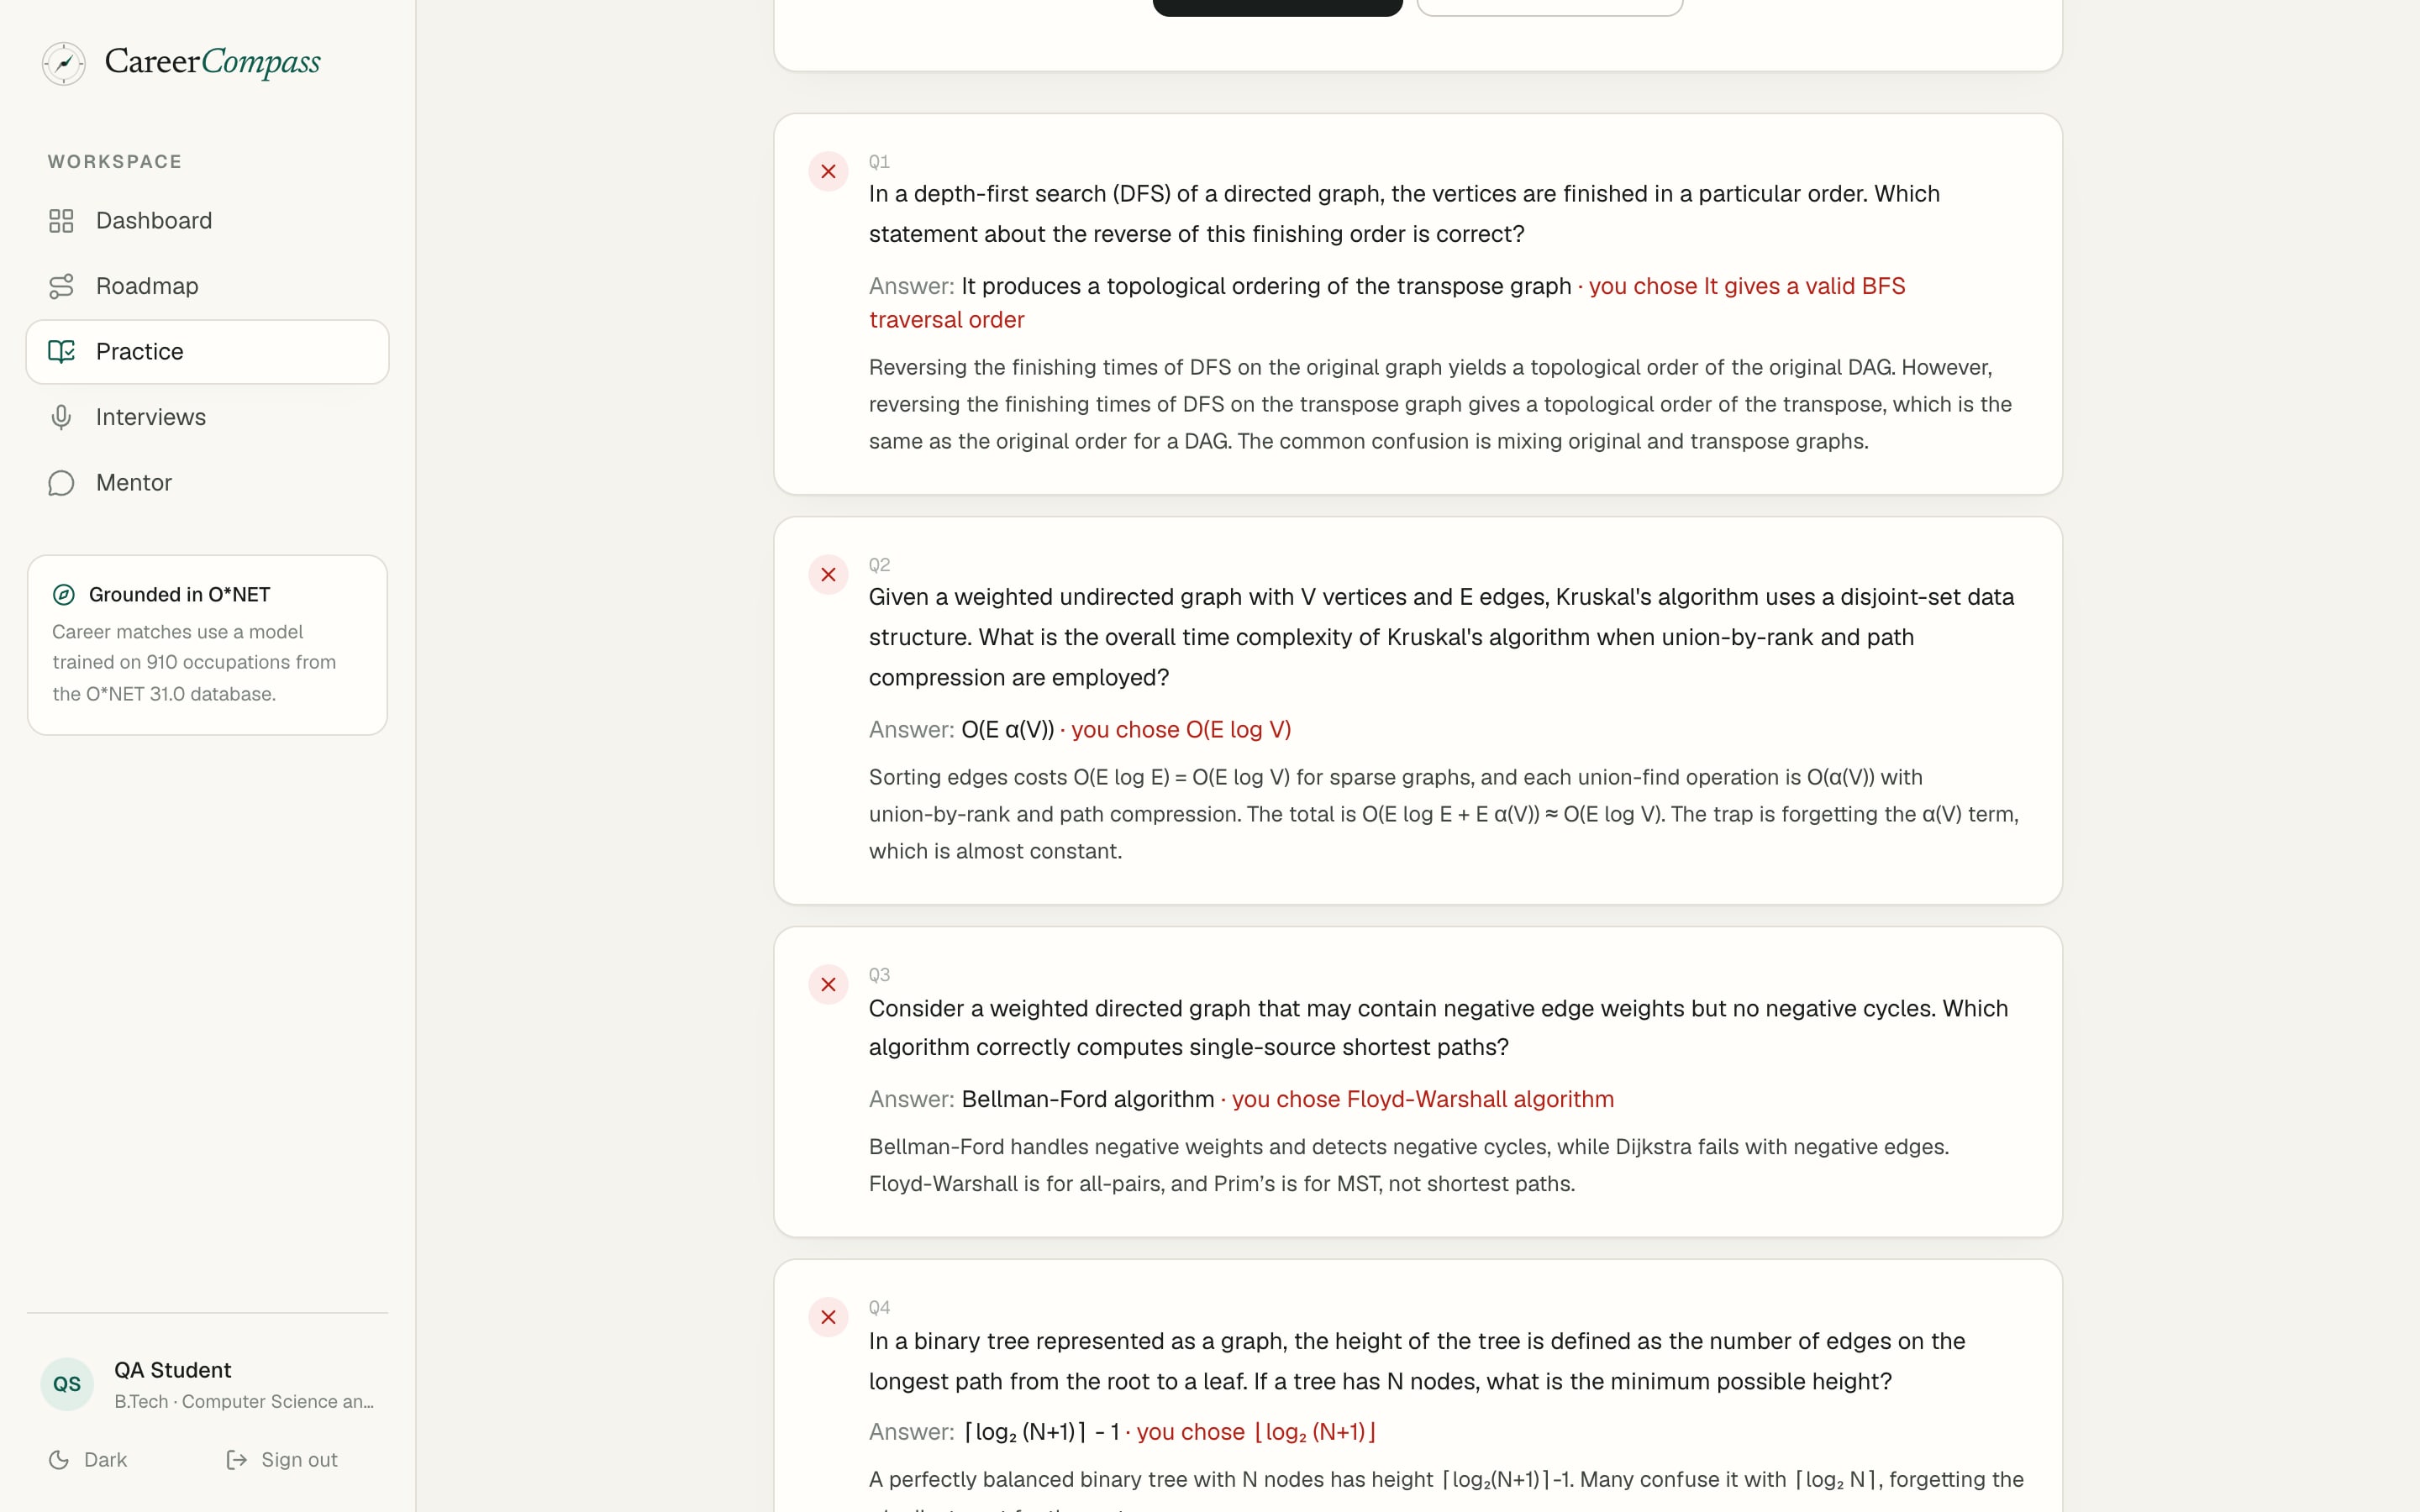 CareerCompass
WORKSPACE
Dashboard
Roadmap
Practice
Interviews
Mentor
Grounded in O*NET
Career matches use a model
trained on 910 occupations from
the O*NET 31.0 database.
QS
QA Student
B.Tech · Computer Science an...
Dark
Sign out
Q1
In a depth-first search (DFS) of a directed graph, the vertices are finished in a particular order. Which
statement about the reverse of this finishing order is correct?
Answer: It produces a topological ordering of the transpose graph · you chose It gives a valid BFS
traversal order
Reversing the finishing times of DFS on the original graph yields a topological order of the original DAG. However,
reversing the finishing times of DFS on the transpose graph gives a topological order of the transpose, which is the
same as the original order for a DAG. The common confusion is mixing original and transpose graphs.
Q2
Given a weighted undirected graph with V vertices and E edges, Kruskal's algorithm uses a disjoint-set data
structure. What is the overall time complexity of Kruskal's algorithm when union-by-rank and path
compression are employed?
Answer: O(E α(V)) · you chose O(E log V)
Sorting edges costs O(E log E) = O(E log V) for sparse graphs, and each union-find operation is O(α(V)) with
union-by-rank and path compression. The total is O(E log E + E α(V)) ≈ O(E log V). The trap is forgetting the α(V) term,
which is almost constant.
Q3
Consider a weighted directed graph that may contain negative edge weights but no negative cycles. Which
algorithm correctly computes single-source shortest paths?
Answer: Bellman-Ford algorithm · you chose Floyd-Warshall algorithm
Bellman-Ford handles negative weights and detects negative cycles, while Dijkstra fails with negative edges.
Floyd-Warshall is for all-pairs, and Prim’s is for MST, not shortest paths.
Q4
In a binary tree represented as a graph, the height of the tree is defined as the number of edges on the
longest path from the root to a leaf. If a tree has N nodes, what is the minimum possible height?
Answer: ⌈log₂ (N+1)⌉ - 1 · you chose ⌊log₂ (N+1)⌋
A perfectly balanced binary tree with N nodes has height ⌈log₂(N+1)⌉-1. Many confuse it with ⌈log₂ N⌉, forgetting the